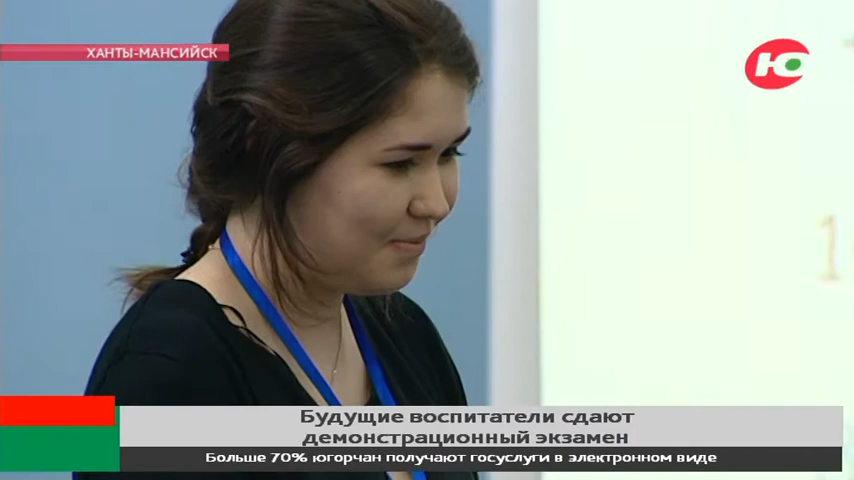 ХАНТЫ-МАНСИЙСК
Ю
Будущие воспитатели сдают
демонстрационный экзамен
Больше 70% югорчан получают госуслуги в электронном виде